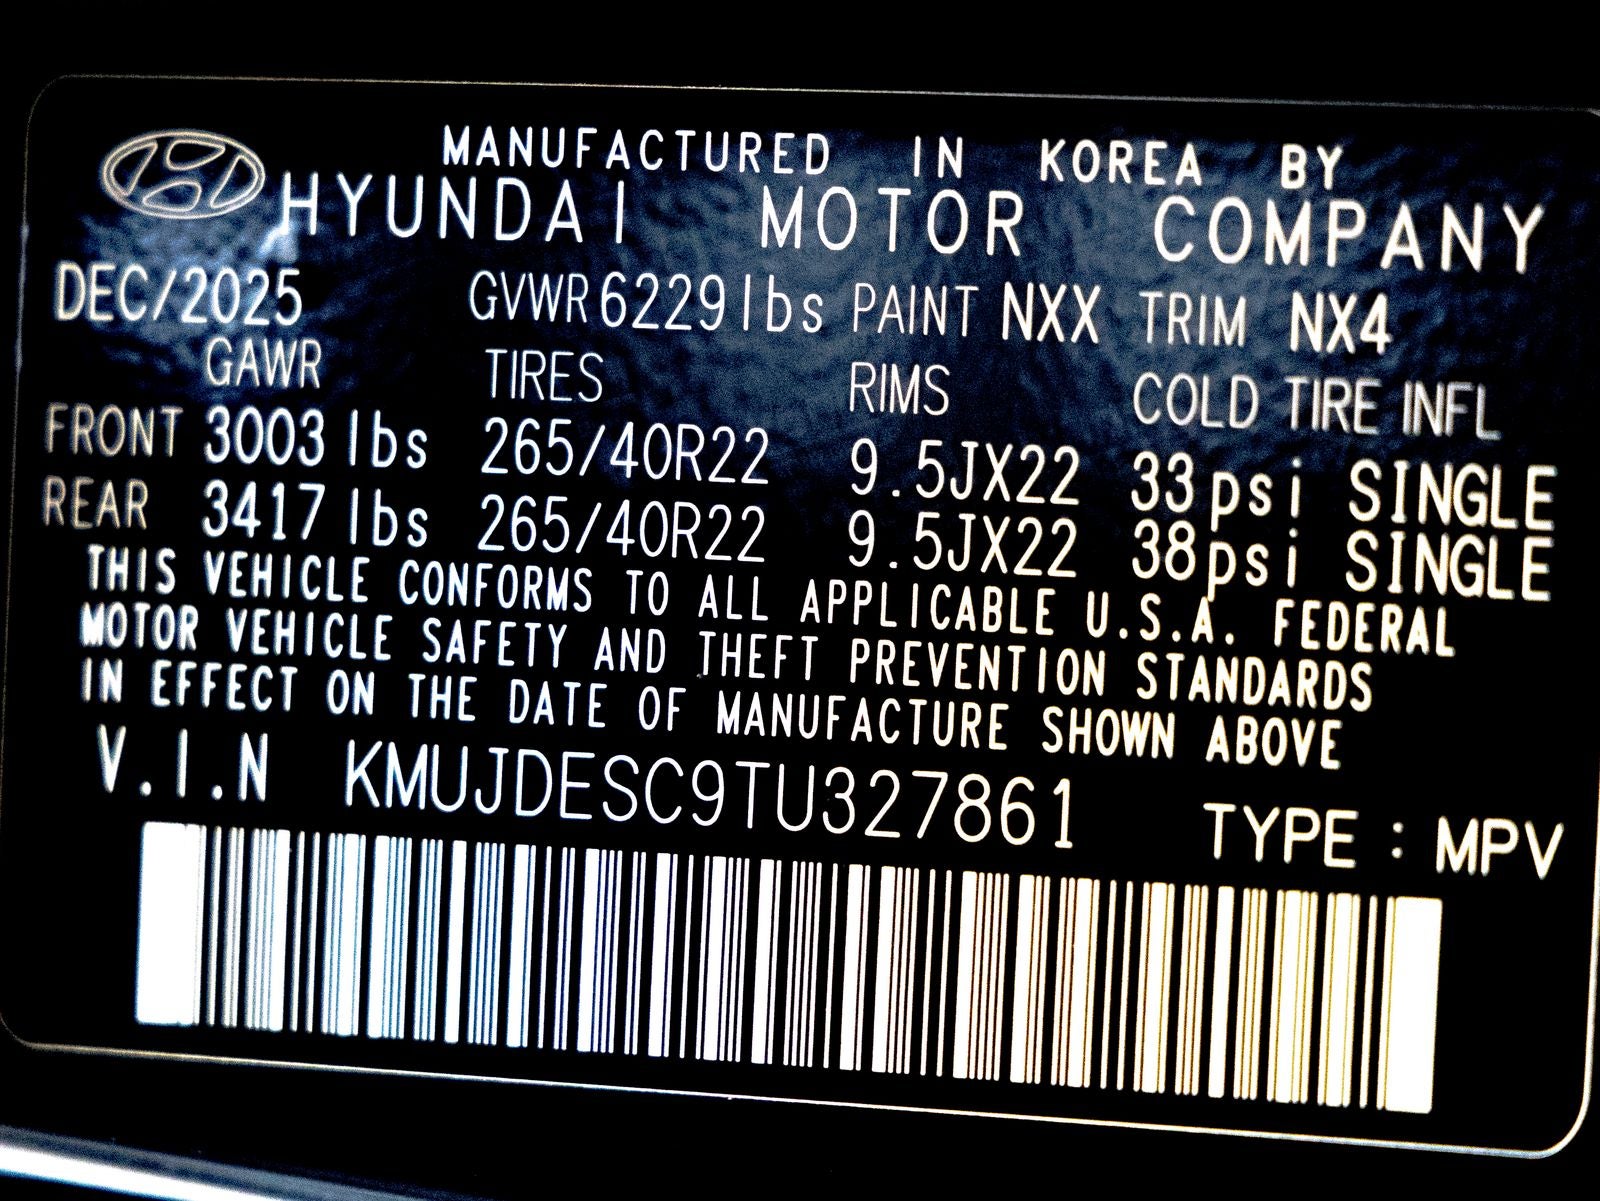 MANUFACTURED IN KOREA BY
HYUNDAI MOTOR COMPANY
DEC/2025 GVWR 6229 lbs PAINT NXX TRIM NX4
GAWR TIRES RIMS COLD TIRE INFL
FRONT 3003 lbs 265/40R22 9.5JX22 33psi SINGLE
REAR 3417 lbs 265/40R22 9.5JX22 38psi SINGLE
THIS VEHICLE CONFORMS TO ALL APPLICABLE U.S.A. FEDERAL
MOTOR VEHICLE SAFETY AND THEFT PREVENTION STANDARDS
IN EFFECT ON THE DATE OF MANUFACTURE SHOWN ABOVE
V.I.N KMUJDESC9TU327861 TYPE : MPV